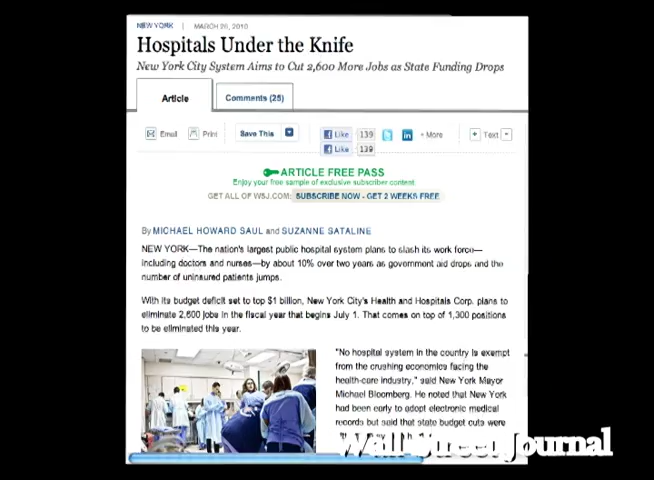 NEW YORK | MARCH 26, 2010
Hospitals Under the Knife
New York City System Aims to Cut 2,600 More Jobs as State Funding Drops
Article Comments (25)
Email Print Save This Like 139 + More + Text -
Like 139
ARTICLE FREE PASS
Enjoy your free sample of exclusive subscriber content
GET ALL OF WSJ.COM: SUBSCRIBE NOW - GET 2 WEEKS FREE
By MICHAEL HOWARD SAUL and SUZANNE SATALINE
NEW YORK—The nation's largest public hospital system plans to slash its work force—
including doctors and nurses—by about 10% over two years as government aid drops and the
number of uninsured patients jumps.
With its budget deficit set to top $1 billion, New York City's Health and Hospitals Corp. plans to
eliminate 2,600 jobs in the fiscal year that begins July 1. That comes on top of 1,300 positions
to be eliminated this year.
"No hospital system in the country is exempt
from the crushing economics facing the
health-care industry," said New York Mayor
Michael Bloomberg. He noted that New York
had been early to adopt electronic medical
records but said that state budget cuts were
Wall Street Journal